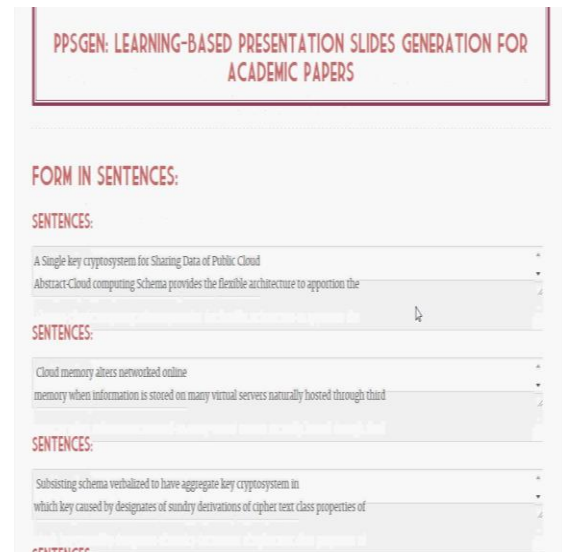 PPSGEN: LEARNING-BASED PRESENTATION SLIDES GENERATION FOR
ACADEMIC PAPERS
FORM IN SENTENCES:
SENTENCES:
A Single key cryptosystem for Sharing Data of Public Cloud
Abstract-Cloud computing Schema provides the flexible architecture to apportion the
SENTENCES:
Cloud memory alters networked online
memory when information is stored on many virtual servers naturally hosted through third
SENTENCES:
Subsisting schema verbalized to have aggregate key cryptosystem in
which key caused by designates of sundry derivations of cipher text class properties of
SENTENCES: